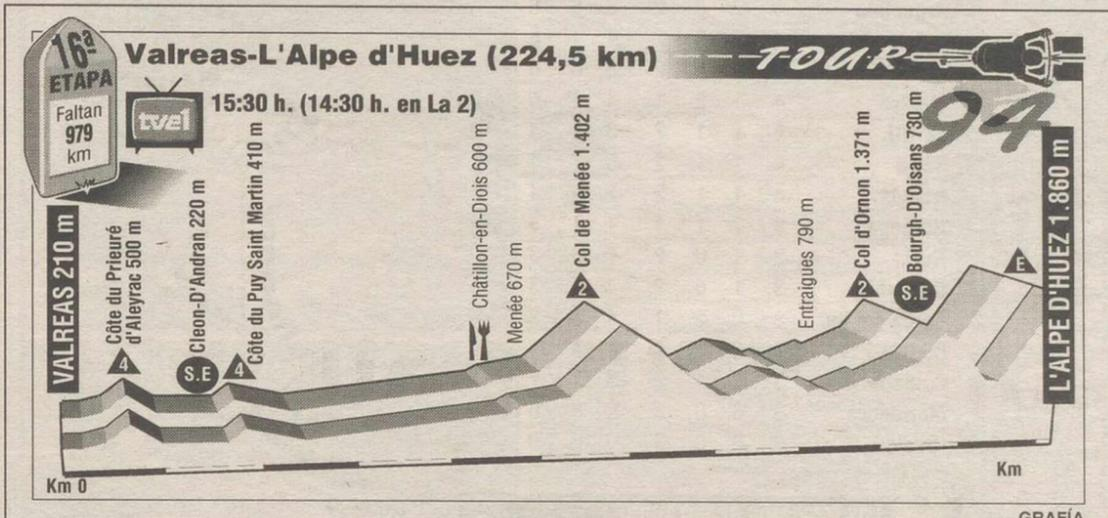 16ª
ETAPA
Faltan
979
km
Valreas-L'Alpe d'Huez (224,5 km)
TOUR
94
tve1
15:30 h. (14:30 h. en La 2)
VALREAS 210 m
Côte du Prieuré
d'Aleyrac 500 m
4
Cleon-D'Andran 220 m
S.E
Côte du Puy Saint Martin 410 m
4
Châtillon-en-Diois 600 m
Menée 670 m
Col de Menée 1.402 m
2
Entraigues 790 m
Col d'Ornon 1.371 m
2
Bourgh-D'Oisans 730 m
S.E
E
L'ALPE D'HUEZ 1.860 m
Km 0
Km
GRAFÍA